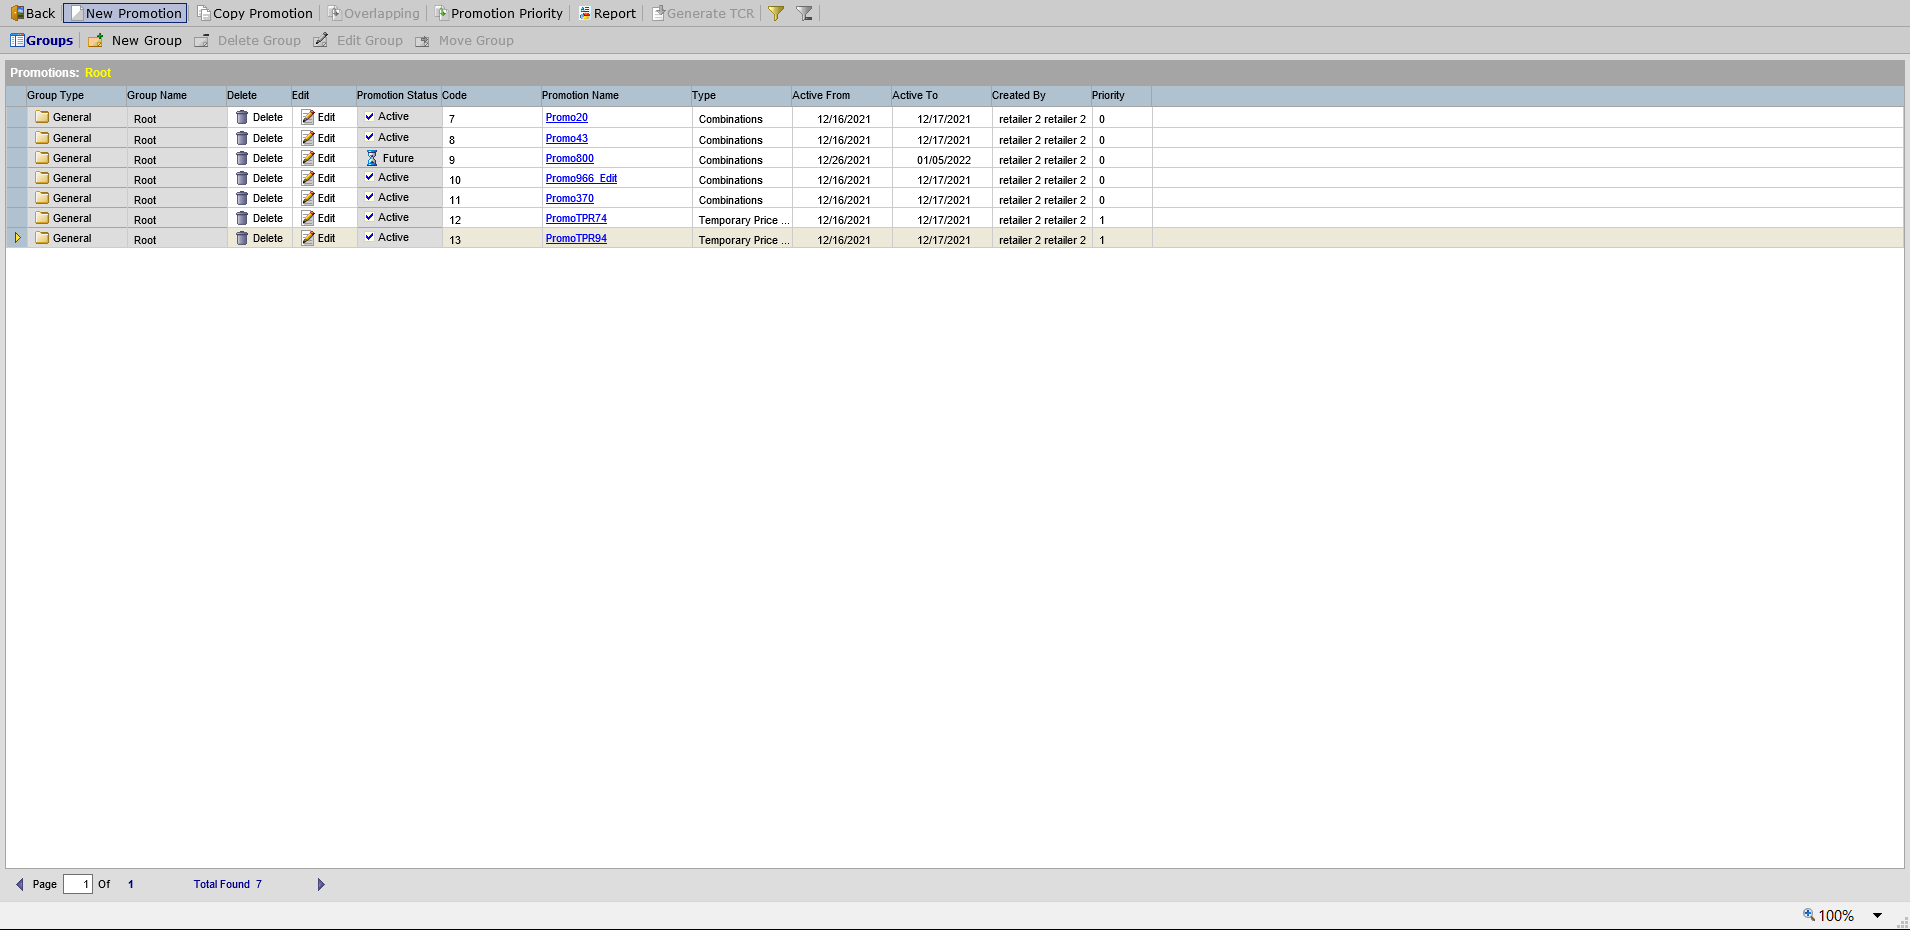 Back New Promotion Copy Promotion Overlapping Promotion Priority Report Generate TCR
Groups New Group Delete Group Edit Group Move Group
Promotions: Root
Group Type Group Name Delete Edit Promotion Status Code Promotion Name Type Active From Active To Created By Priority
General Root Delete Edit Active 7 Promo20 Combinations 12/16/2021 12/17/2021 retailer 2 retailer 2 0
General Root Delete Edit Active 8 Promo43 Combinations 12/16/2021 12/17/2021 retailer 2 retailer 2 0
General Root Delete Edit Future 9 Promo800 Combinations 12/26/2021 01/05/2022 retailer 2 retailer 2 0
General Root Delete Edit Active 10 Promo966_Edit Combinations 12/16/2021 12/17/2021 retailer 2 retailer 2 0
General Root Delete Edit Active 11 Promo370 Combinations 12/16/2021 12/17/2021 retailer 2 retailer 2 0
General Root Delete Edit Active 12 PromoTPR74 Temporary Price ... 12/16/2021 12/17/2021 retailer 2 retailer 2 1
General Root Delete Edit Active 13 PromoTPR94 Temporary Price ... 12/16/2021 12/17/2021 retailer 2 retailer 2 1
Page 1 Of 1 Total Found 7
100%